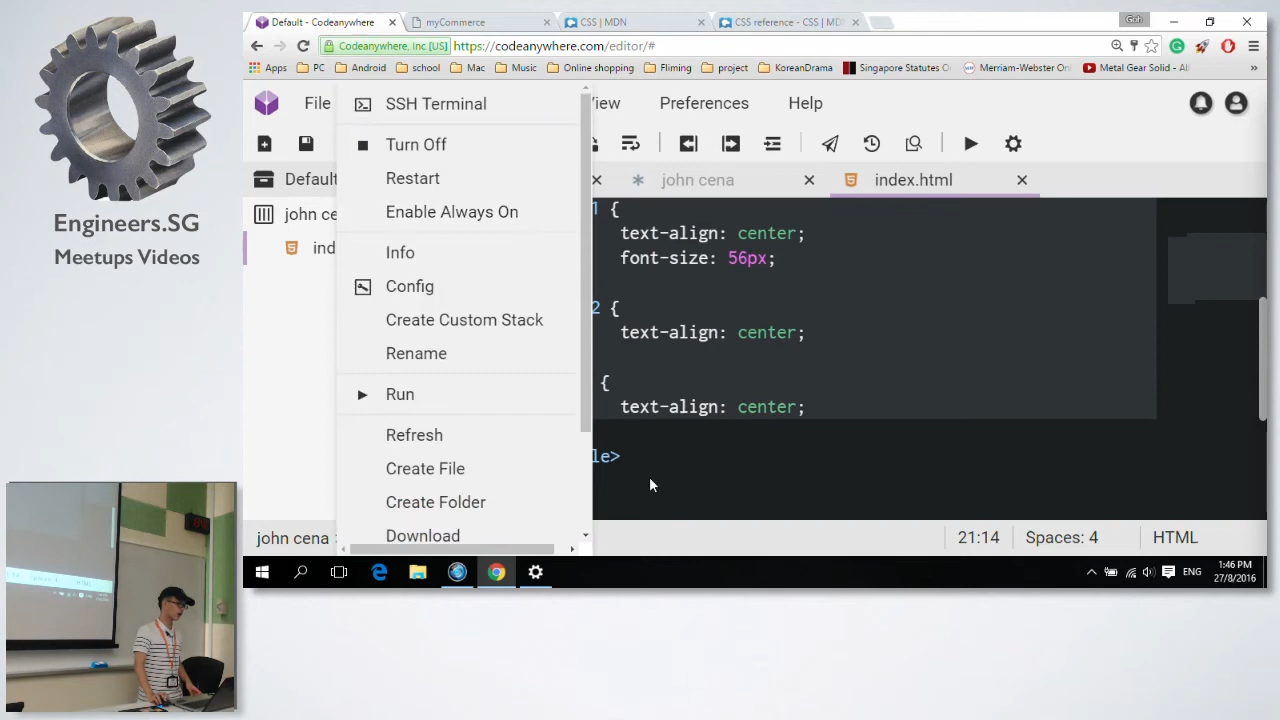 Engineers.SG
Meetups Videos
Default - Codeanywhere
myCommerce
CSS | MDN
CSS reference - CSS | MD
Goh
Codeanywhere, Inc [US]
https://codeanywhere.com/editor/#
Apps
PC
Android
school
Mac
Music
Online shopping
Fliming
project
KoreanDrama
Singapore Statutes O
Merriam-Webster On
Metal Gear Solid - Al
»
File
View
Preferences
Help
Default
john cena
index.html
john ce
ind
SSH Terminal
Turn Off
Restart
Enable Always On
Info
Config
Create Custom Stack
Rename
Run
Refresh
Create File
Create Folder
Download
1 {
text-align: center;
font-size: 56px;
2 {
text-align: center;
{
text-align: center;
le>
john cena
21:14
Spaces: 4
HTML
ENG
1:46 PM
27/8/2016